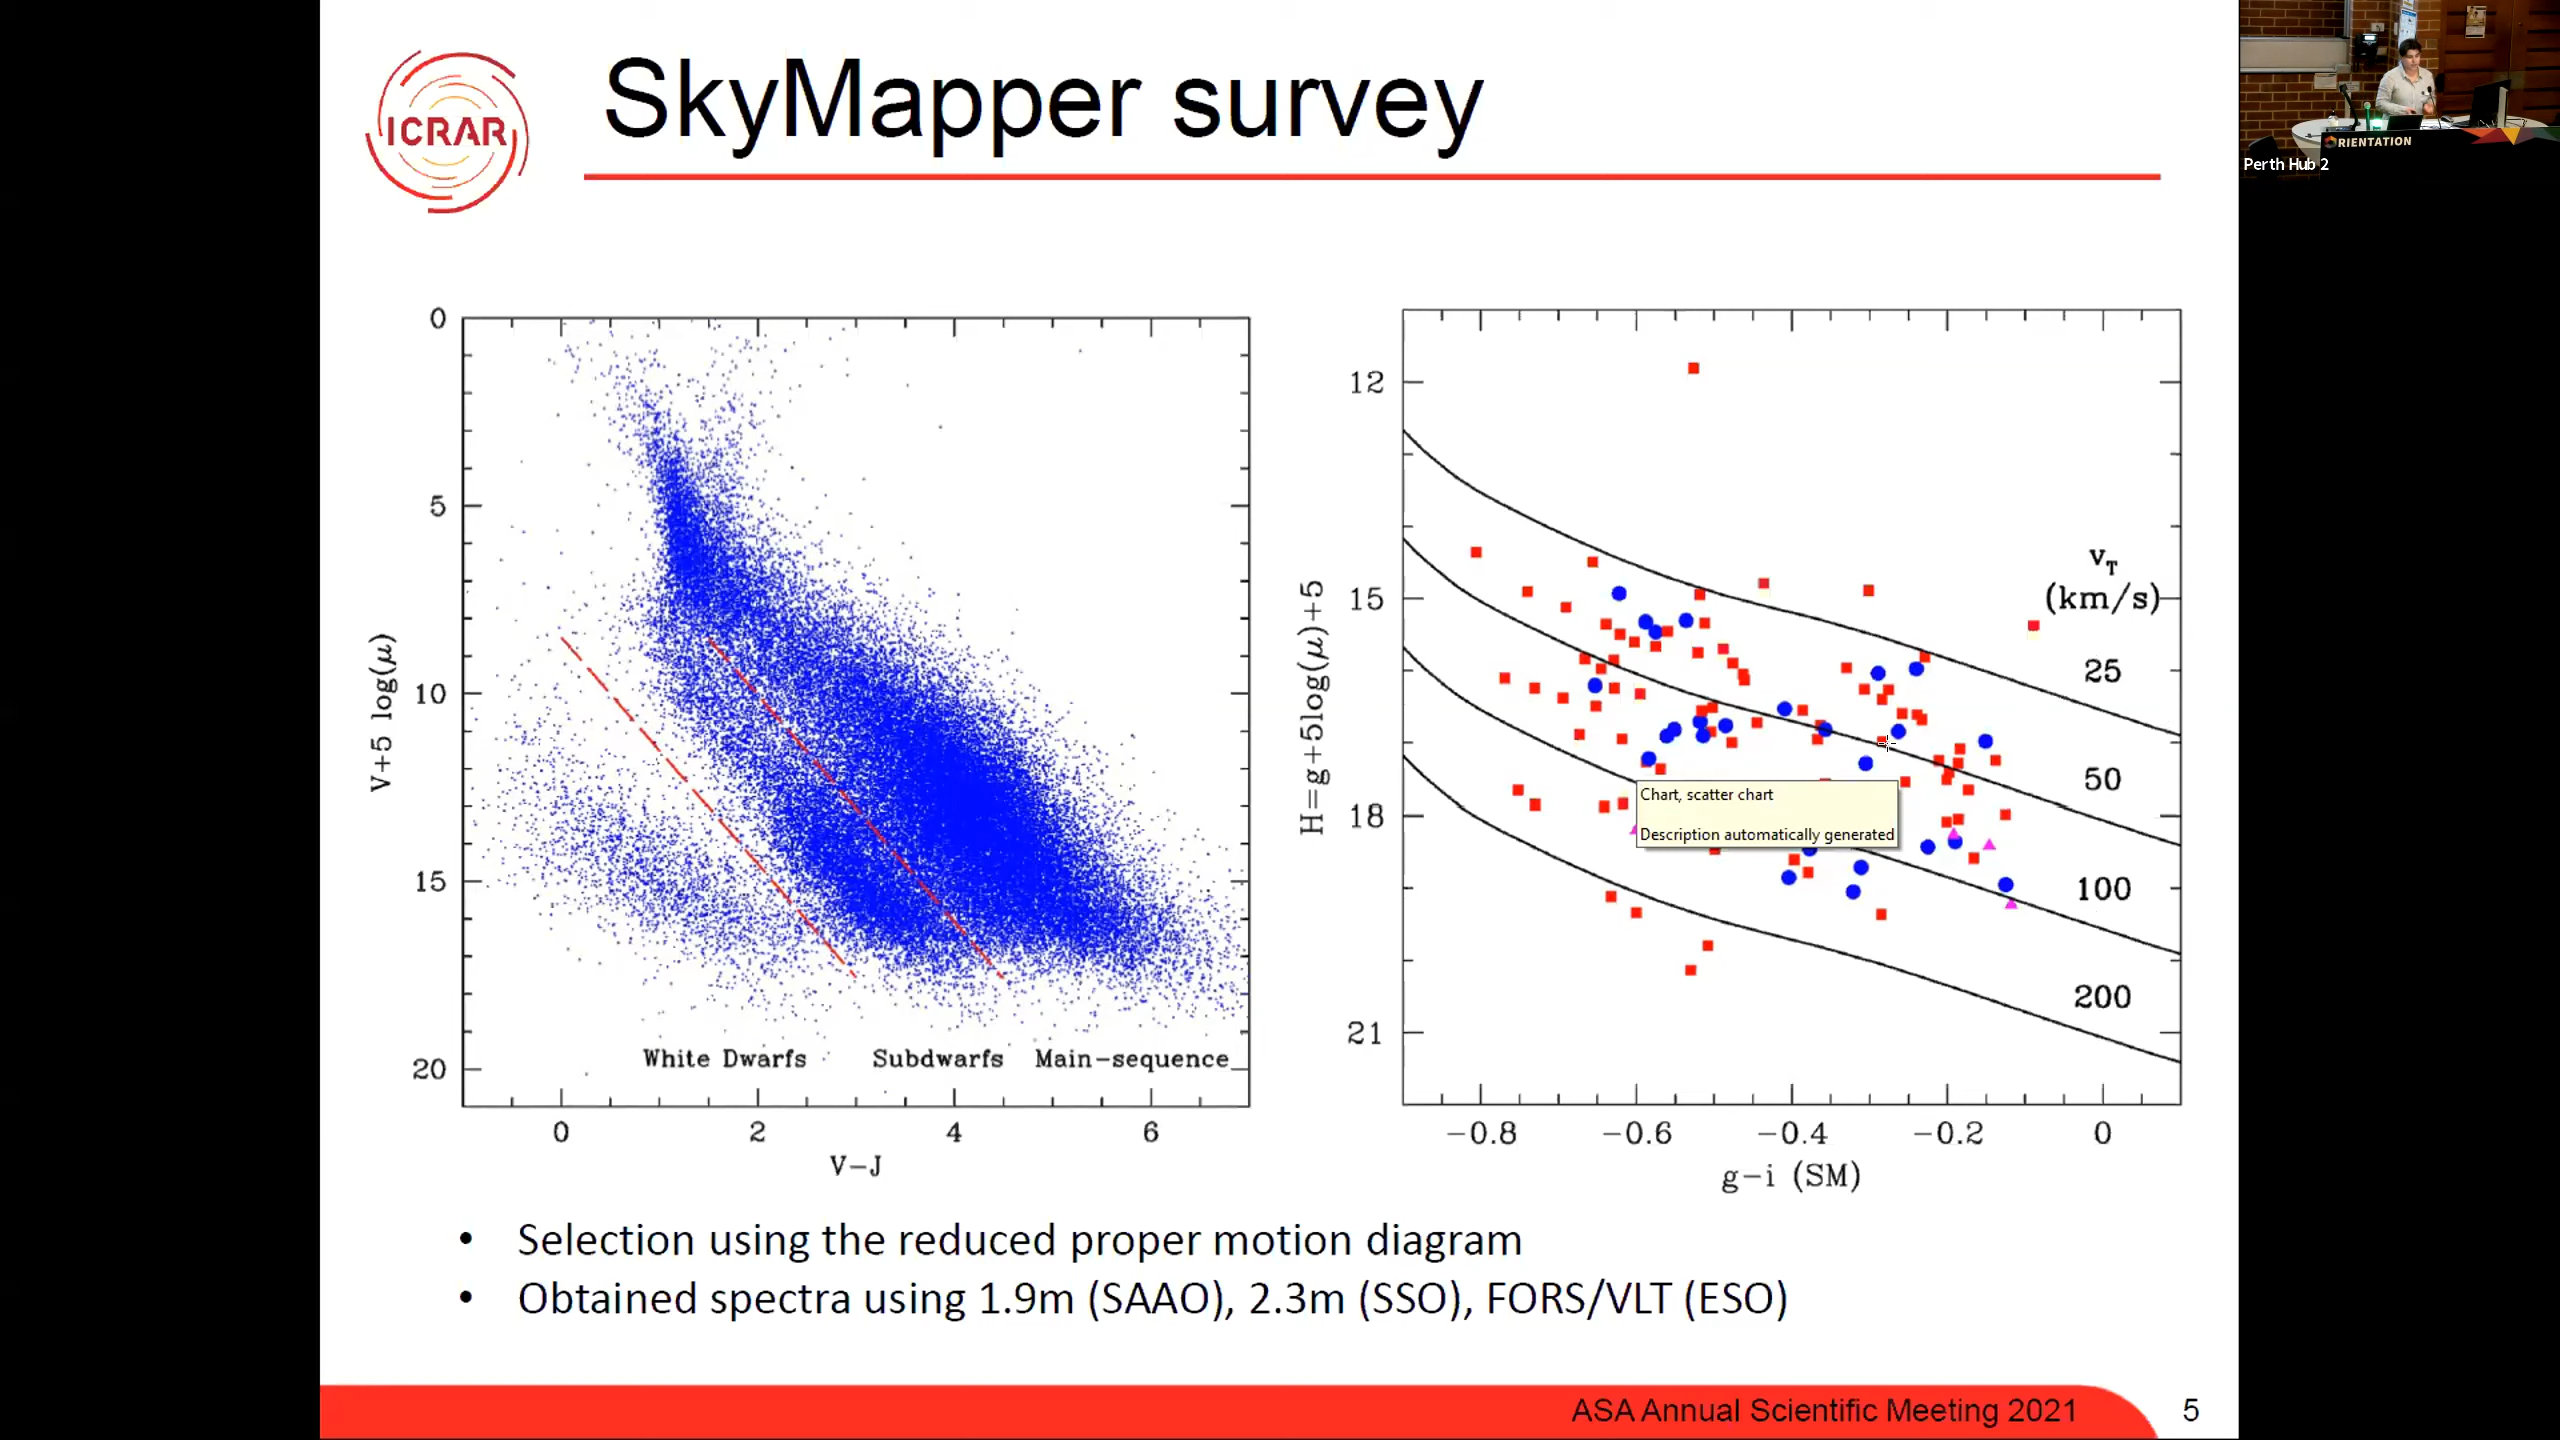 ICRAR
SkyMapper survey
RIENTATION
Perth Hub 2
0
5
10
15
20
V+5 log(μ)
White Dwarfs Subdwarfs Main-sequence
0 2 4 6
V-J
12
15
18
21
H=g+5log(μ)+5
v_T
(km/s)
25
50
100
200
Chart, scatter chart
Description automatically generated
-0.8 -0.6 -0.4 -0.2 0
g-i (SM)
• Selection using the reduced proper motion diagram
• Obtained spectra using 1.9m (SAAO), 2.3m (SSO), FORS/VLT (ESO)
ASA Annual Scientific Meeting 2021
5